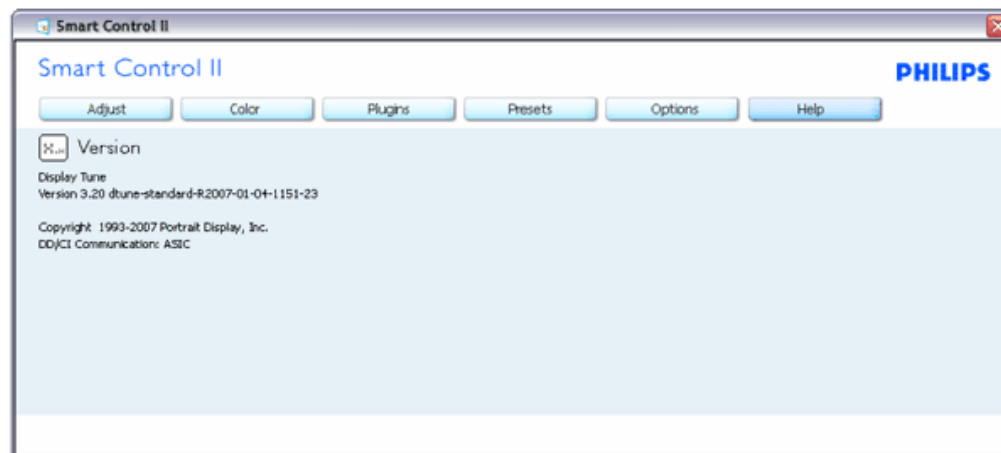 Smart Control II
Smart Control II
PHILIPS
Adjust Color Plugins Presets Options Help
Version
Display Tune
Version 3.20 dtune-standard-R2007-01-04-1151-23
Copyright 1993-2007 Portrait Display, Inc.
DD/CI Communication: ASIC